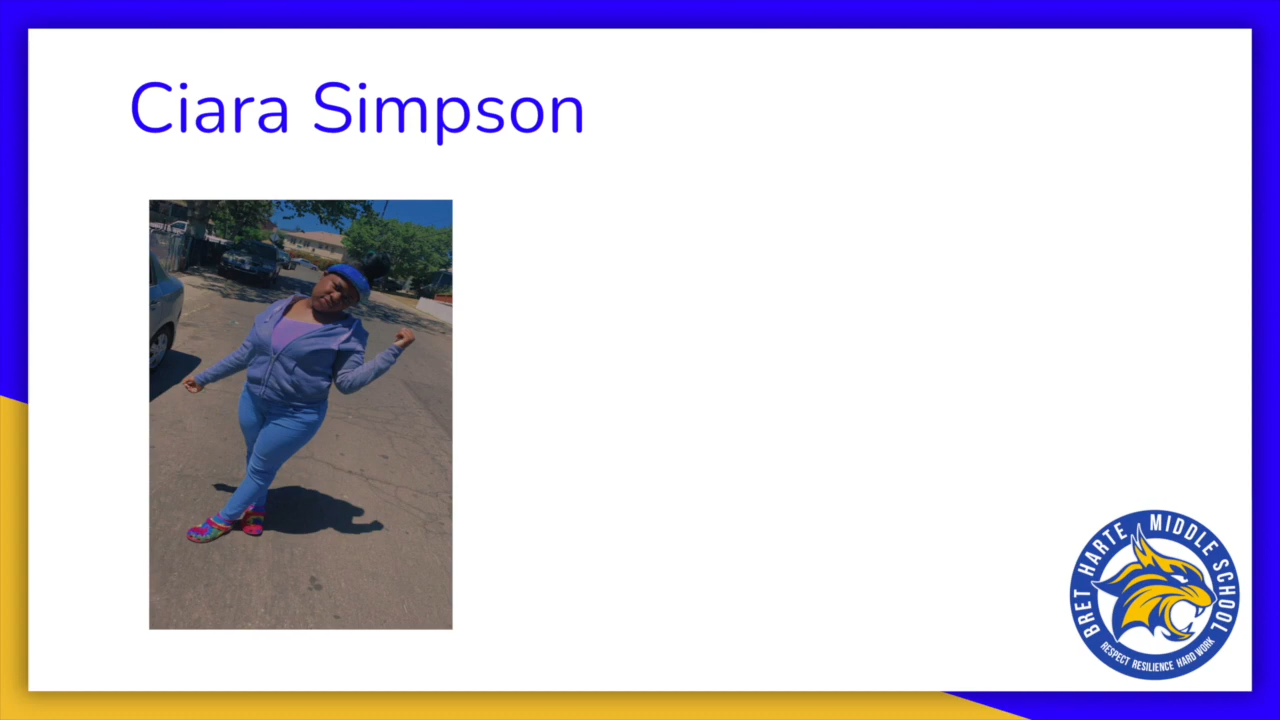 Ciara Simpson
BRET HARTE MIDDLE SCHOOL
RESPECT RESILIENCE HARD WORK